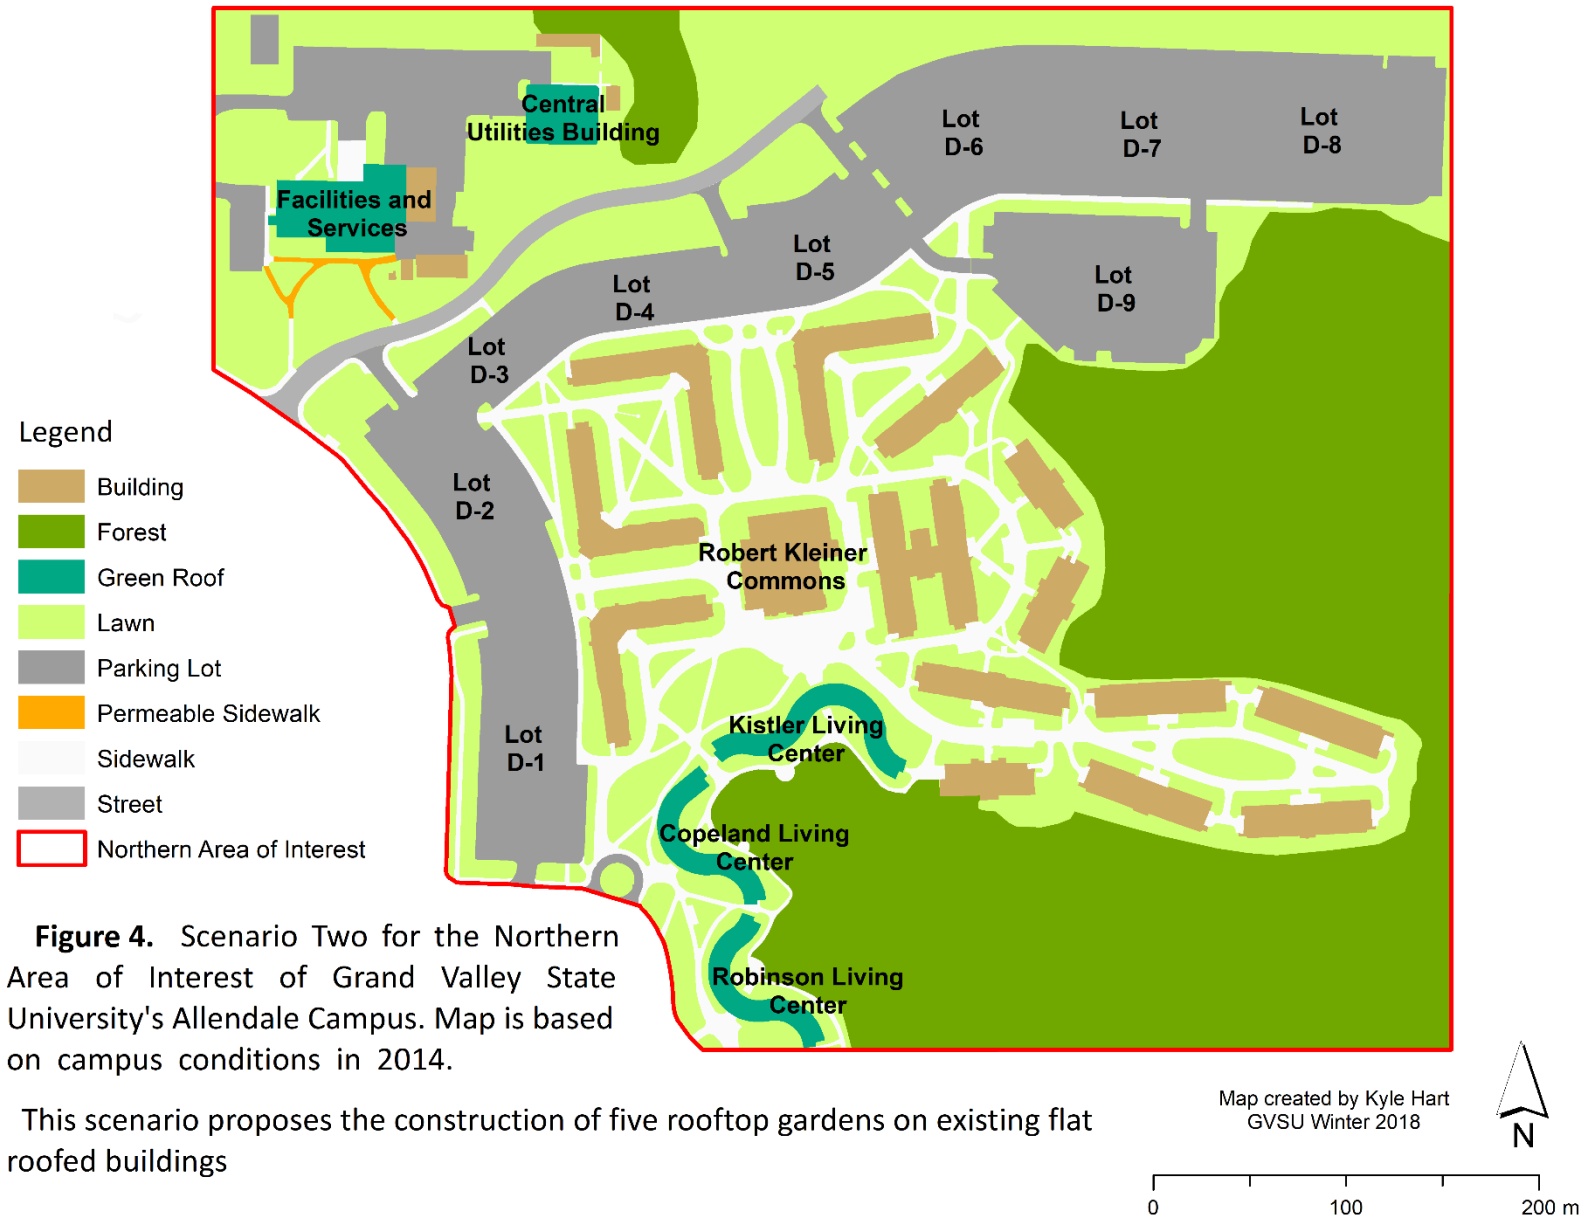 Central
Utilities Building
Facilities and
Services
Lot
D-6
Lot
D-7
Lot
D-8
Lot
D-5
Lot
D-4
Lot
D-9
Lot
D-3
Lot
D-2
Robert Kleiner
Commons
Lot
D-1
Kistler Living
Center
Copeland Living
Center
Robinson Living
Center
Legend
Building
Forest
Green Roof
Lawn
Parking Lot
Permeable Sidewalk
Sidewalk
Street
Northern Area of Interest
Figure 4. Scenario Two for the Northern
Area of Interest of Grand Valley State
University's Allendale Campus. Map is based
on campus conditions in 2014.
This scenario proposes the construction of five rooftop gardens on existing flat
roofed buildings
Map created by Kyle Hart
GVSU Winter 2018
N
0 100 200 m